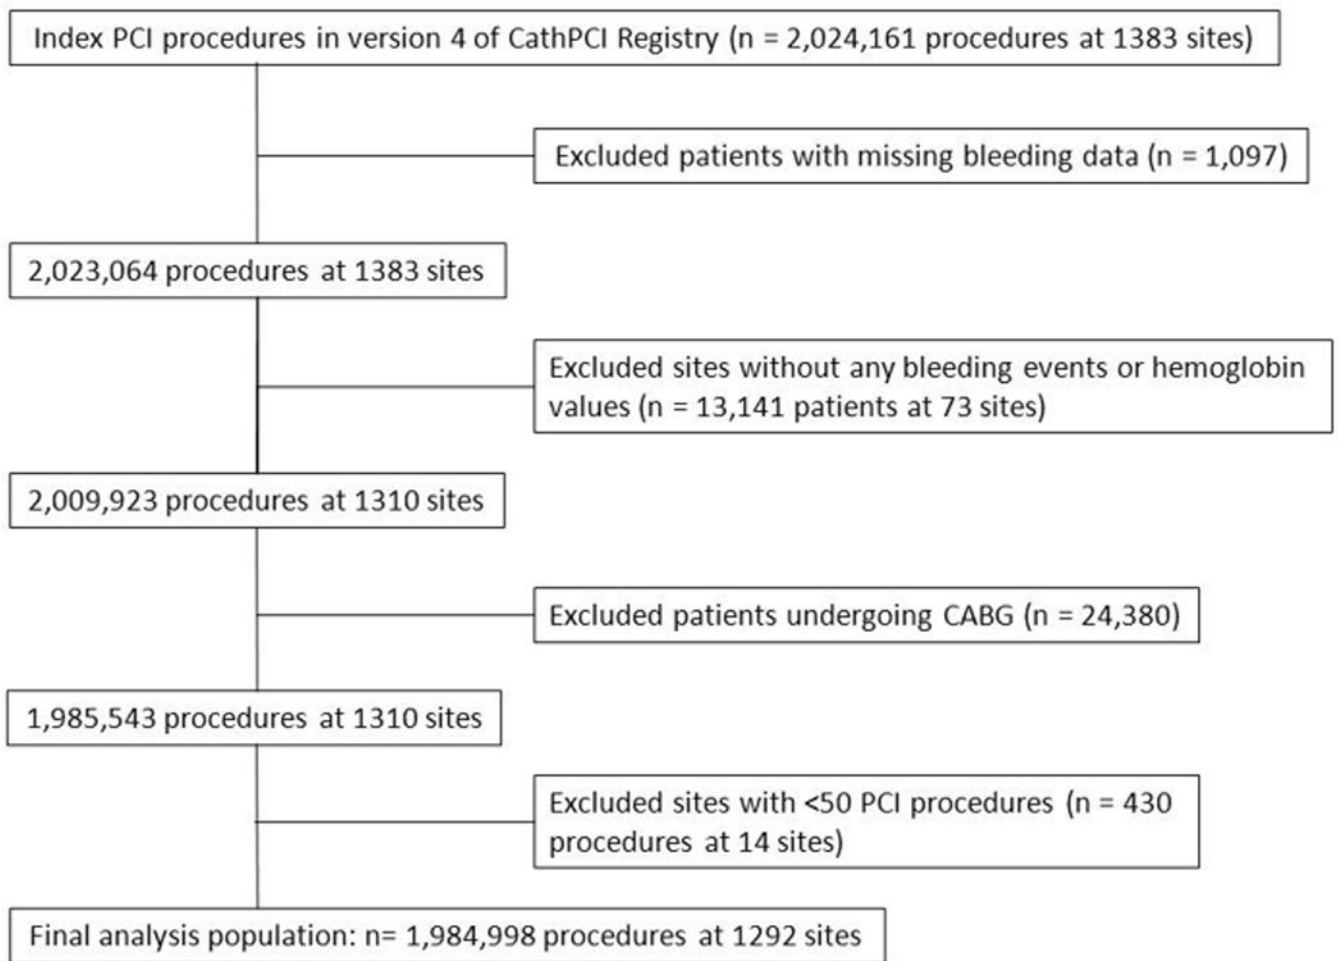 Index PCI procedures in version 4 of CathPCI Registry (n = 2,024,161 procedures at 1383 sites)
Excluded patients with missing bleeding data (n = 1,097)
2,023,064 procedures at 1383 sites
Excluded sites without any bleeding events or hemoglobin
values (n = 13,141 patients at 73 sites)
2,009,923 procedures at 1310 sites
Excluded patients undergoing CABG (n = 24,380)
1,985,543 procedures at 1310 sites
Excluded sites with <50 PCI procedures (n = 430
procedures at 14 sites)
Final analysis population: n= 1,984,998 procedures at 1292 sites